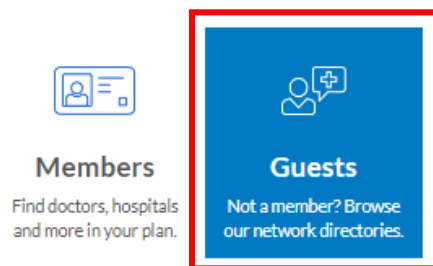 Members
Find doctors, hospitals
and more in your plan.
Guests
Not a member? Browse
our network directories.